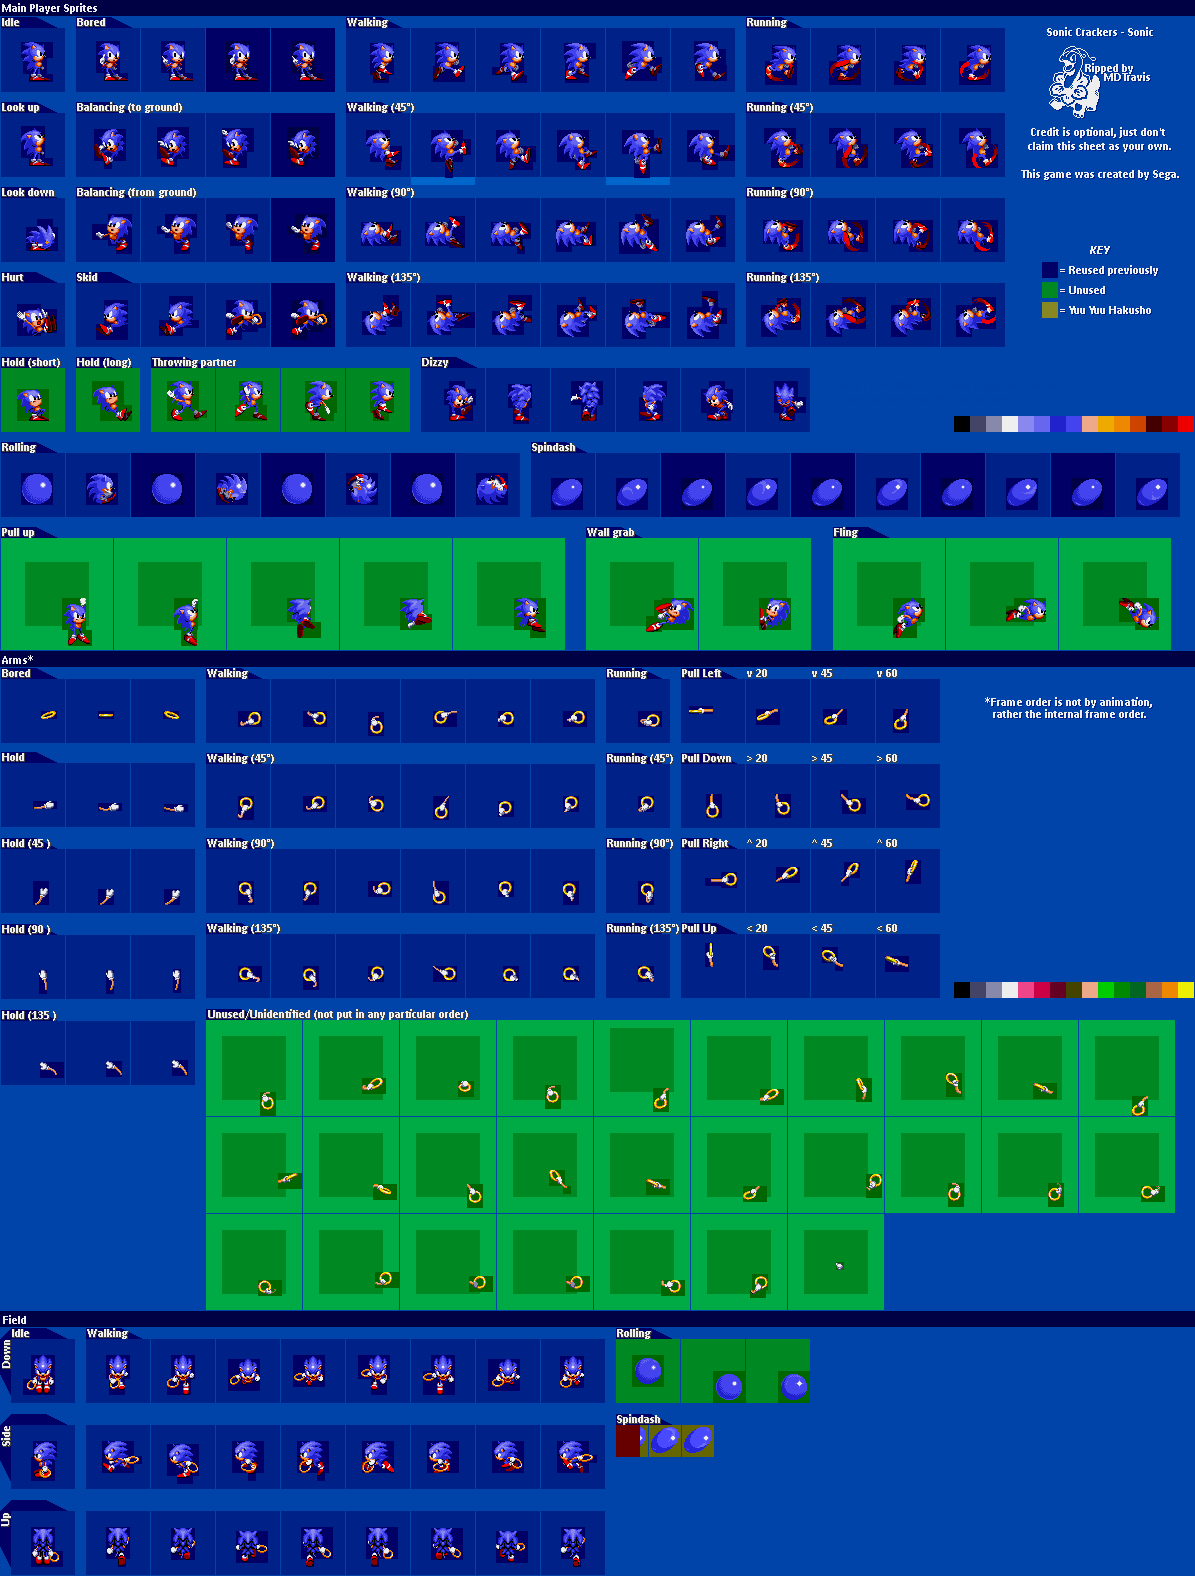 Main Player Sprites
Idle
Bored
Walking
Running
Sonic Crackers - Sonic
Ripped by
MDTravis
Look up
Balancing (to ground)
Walking (45°)
Running (45°)
Credit is optional, just don't
claim this sheet as your own.
This game was created by Sega.
Look down
Balancing (from ground)
Walking (90°)
Running (90°)
KEY
= Reused previously
= Unused
= Yuu Yuu Hakusho
Hurt
Skid
Walking (135°)
Running (135°)
Hold (short)
Hold (long)
Throwing partner
Dizzy
Rolling
Spindash
Pull up
Wall grab
Fling
Arms*
Bored
Walking
Running
Pull Left
v 20
v 45
v 60
*Frame order is not by animation,
rather the internal frame order.
Hold
Walking (45°)
Running (45°)
Pull Down
> 20
> 45
> 60
Hold (45 )
Walking (90°)
Running (90°)
Pull Right
^ 20
^ 45
^ 60
Hold (90 )
Walking (135°)
Running (135°)
Pull Up
< 20
< 45
< 60
Hold (135 )
Unused/Unidentified (not put in any particular order)
Field
Idle
Walking
Rolling
Down
Spindash
Side
Up